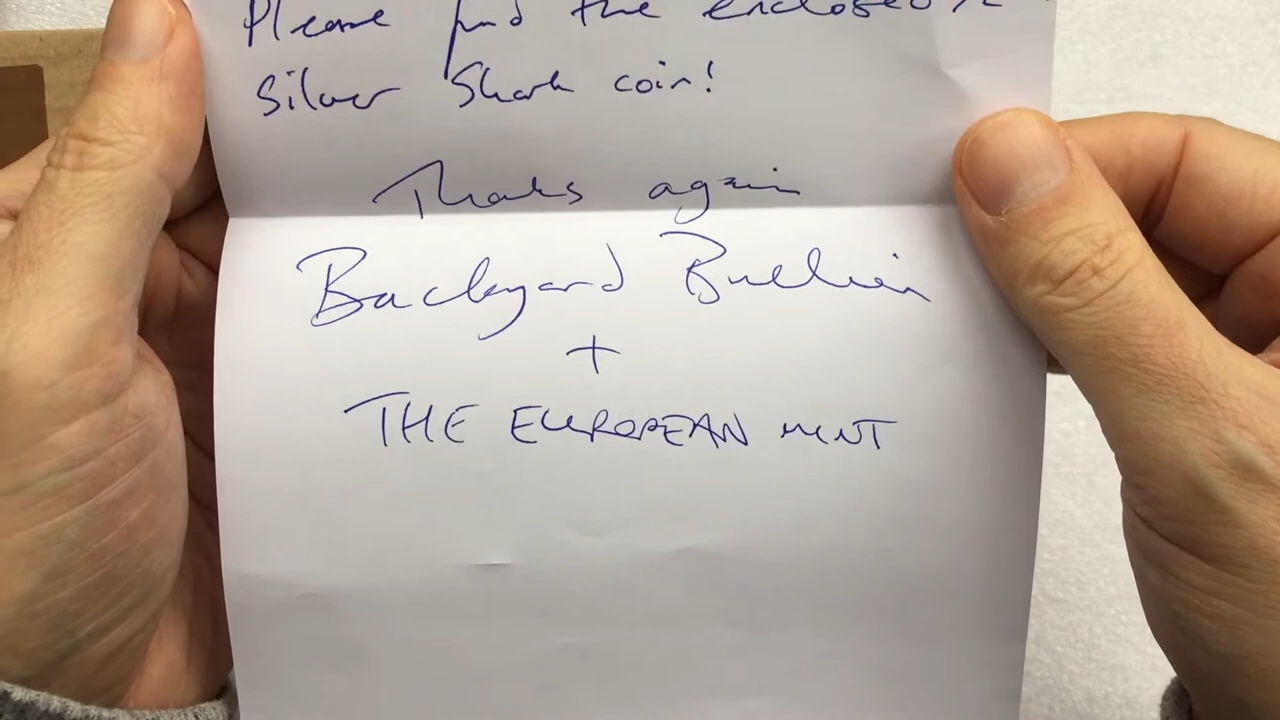 Please find the enclosed
Silver Shark coin!
Thanks again
Backyard Bullion
+
THE EUROPEAN MINT